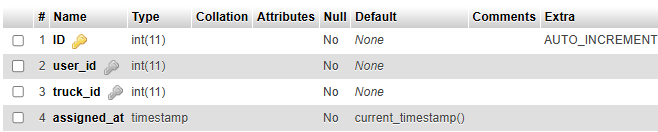 # Name Type Collation Attributes Null Default Comments Extra
1 ID int(11) No None AUTO_INCREMENT
2 user_id int(11) No None
3 truck_id int(11) No None
4 assigned_at timestamp No current_timestamp()